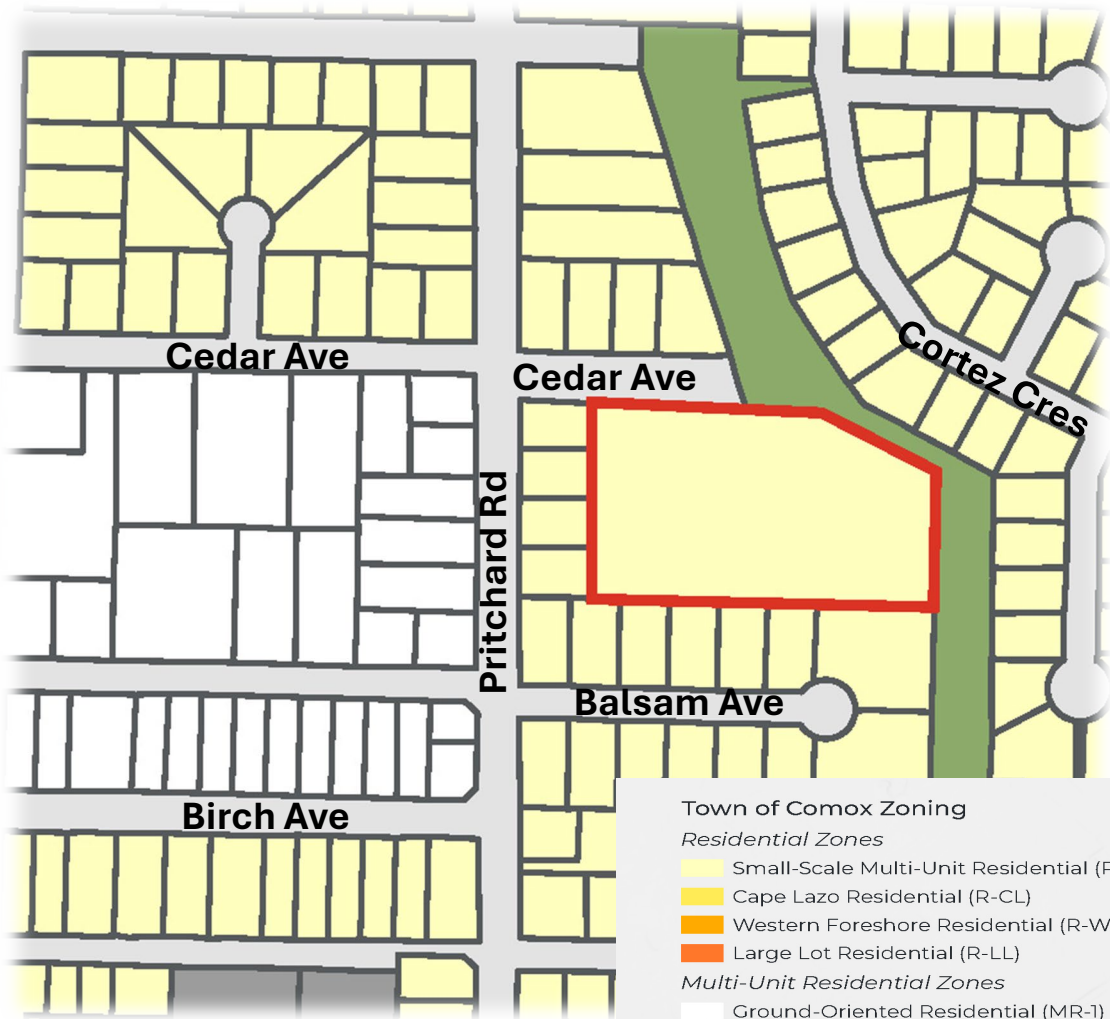 Cedar Ave
Cedar Ave
Cortez Cres
Pritchard Rd
Balsam Ave
Birch Ave
Town of Comox Zoning
Residential Zones
Small-Scale Multi-Unit Residential (
Cape Lazo Residential (R-CL)
Western Foreshore Residential (R-W
Large Lot Residential (R-LL)
Multi-Unit Residential Zones
Ground-Oriented Residential (MR-1)